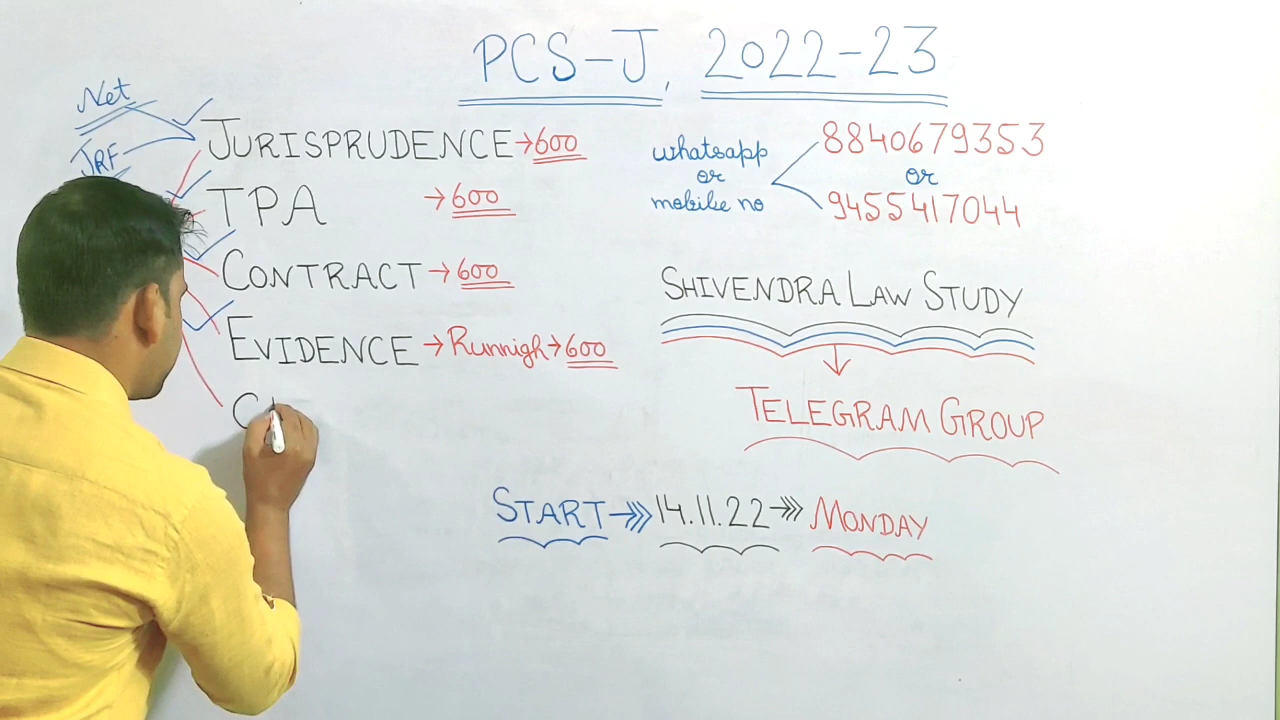 PCS-J, 2022-23
Net
JRF
JURISPRUDENCE → 600
TPA → 600
CONTRACT → 600
EVIDENCE → Runnigh → 600
whatsapp
or
mobile no
8840679353
or
9455417044
SHIVENDRA LAW STUDY
TELEGRAM GROUP
START 14.11.22 MONDAY